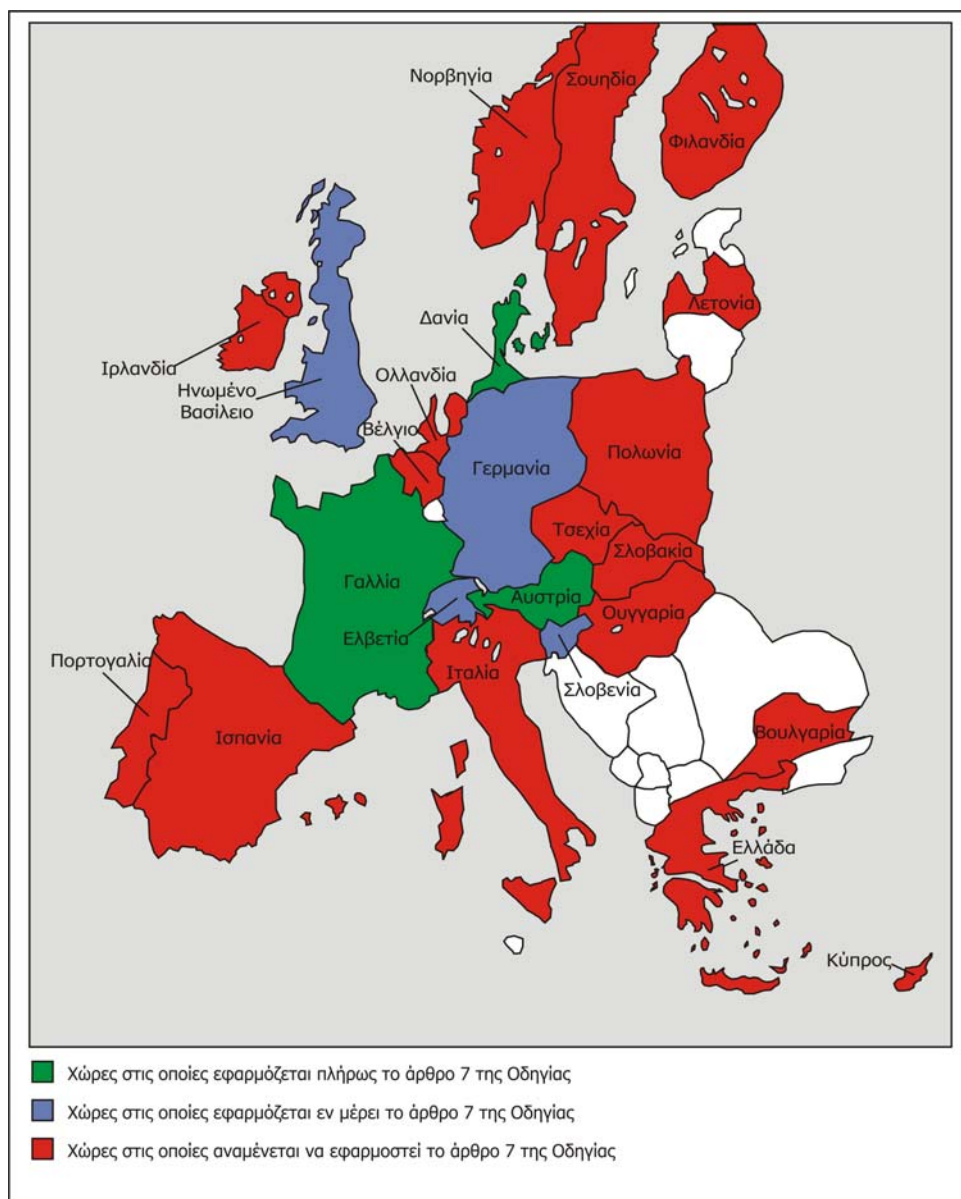 Νορβηγία
Σουηδία
Φιλανδία
Λετονία
Δανία
Ιρλανδία
Ηνωμένο
Βασίλειο
Ολλανδία
Βέλγιο
Γερμανία
Πολωνία
Τσεχία
Σλοβακία
Γαλλία
Αυστρία
Ουγγαρία
Ελβετία
Ιταλία
Σλοβενία
Πορτογαλία
Ισπανία
Βουλγαρία
Ελλάδα
Κύπρος
Χώρες στις οποίες εφαρμόζεται πλήρως το άρθρο 7 της Οδηγίας
Χώρες στις οποίες εφαρμόζεται εν μέρει το άρθρο 7 της Οδηγίας
Χώρες στις οποίες αναμένεται να εφαρμοστεί το άρθρο 7 της Οδηγίας